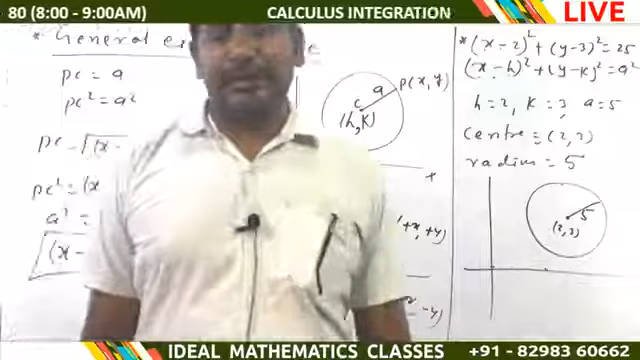 80 (8:00 - 9:00AM)
CALCULUS INTEGRATION
LIVE
* General e
pc = a
pc² = a²
pc = √(x -
pc² = (x
a² =
(x -
a
p(x, y)
c
(h, k)
x
+x, +y)
- y)
* (x-2)² + (y-3)² = 25
(x-h)² + (y-k)² = a²
h = 2, k = 3, a = 5
centre = (2, 3)
radius = 5
5
(2, 3)
IDEAL MATHEMATICS CLASSES
+91 - 82983 60662